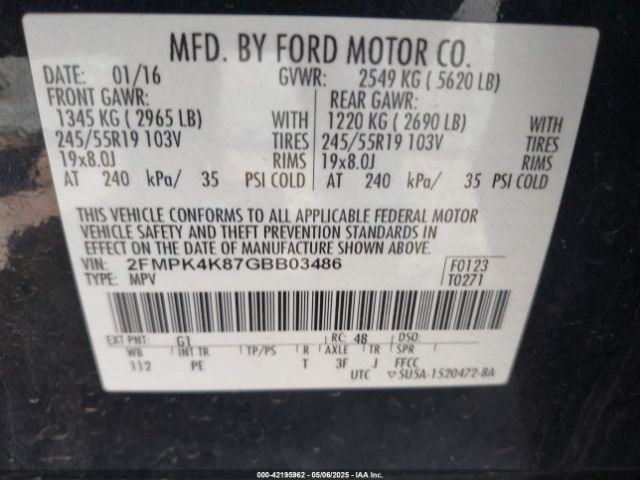 MFD. BY FORD MOTOR CO.
DATE: 01/16 GVWR: 2549 KG ( 5620 LB)
FRONT GAWR: REAR GAWR:
1345 KG ( 2965 LB) WITH 1220 KG ( 2690 LB) WITH
245/55R19 103V TIRES 245/55R19 103V TIRES
19x8.0J RIMS 19x8.0J RIMS
AT 240 kPa/ 35 PSI COLD AT 240 kPa/ 35 PSI COLD
THIS VEHICLE CONFORMS TO ALL APPLICABLE FEDERAL MOTOR
VEHICLE SAFETY AND THEFT PREVENTION STANDARDS IN
EFFECT ON THE DATE OF MANUFACTURE SHOWN ABOVE.
VIN: 2FMPK4K87GBB03486 F0123
TYPE: MPV T0271
EXT PNT: G1 RC: 48 DSO:
WB INT TR TP/PS R AXLE TR SPR
112 PE T 3F J FFCC
UTC ▽SU5A-1520472-BA
000-42195962 - 05/06/2025 - IAAI.COM